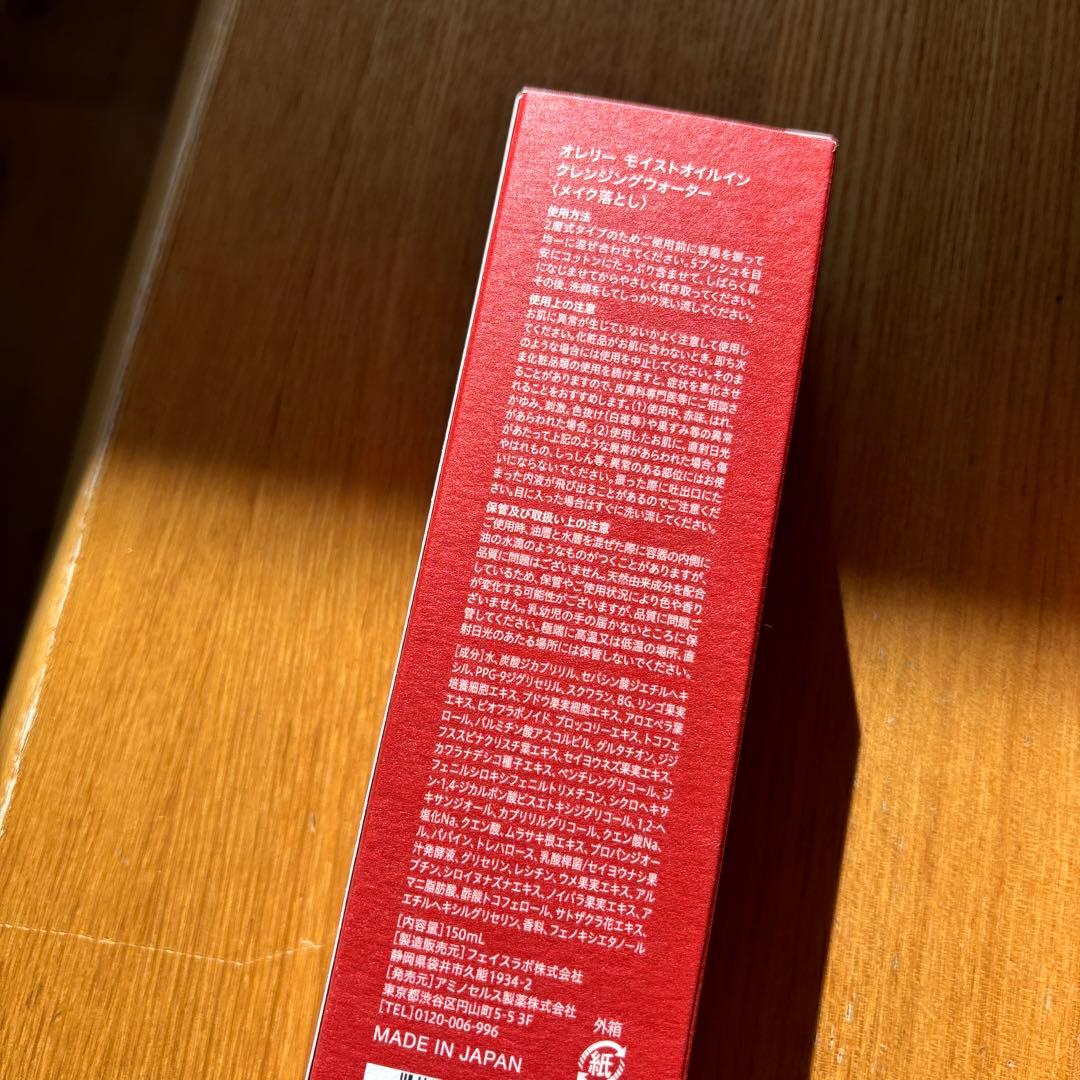 オレリー モイストオイルイン
クレンジングウォーター
〈メイク落とし〉
使用方法
2層式タイプのためご使用前に容器を振って
均一に混ぜ合わせてください。5プッシュを目
安にコットンにたっぷり含ませて、しばらく肌
になじませてからやさしく拭き取ってください。
その後、洗顔をしてしっかり洗い流してください。
使用上の注意
お肌に異常が生じていないかよく注意して使用し
てください。化粧品がお肌に合わないとき、即ち次
のような場合には使用を中止してください。そのま
ま化粧品類の使用を続けますと、症状を悪化させ
ることがありますので、皮膚科専門医等にご相談さ
れることをおすすめします。(1)使用中、赤味、はれ、
かゆみ、刺激、色抜け(白斑等)や黒ずみ等の異常
があらわれた場合。(2)使用したお肌に、直射日光
があたって上記のような異常があらわれた場合。傷
やはれもの、しっしん等、異常のある部位にはお使
いにならないでください。振った際に吐出口にた
まった内液が飛び出ることがあるのでご注意くだ
さい。目に入った場合はすぐに洗い流してください。
保管及び取扱い上の注意
ご使用時、油層と水層を混ぜた際に容器の内側に
油の水滴のようなものがつくことがありますが、
品質に問題はございません。天然由来成分を配合
しているため、保管やご使用状況により色や香り
が変化する可能性がございますが、品質に問題ご
ざいません。乳幼児の手の届かないところに保
管してください。極端に高温又は低温の場所、直
射日光のあたる場所には保管しないでください。
[成分]水、炭酸ジカプリリル、セバシン酸ジエチルヘキ
シル、PPG-9ジグリセリル、スクワラン、BG、リンゴ果実
培養細胞エキス、ブドウ果実細胞エキス、アロエベラ葉
エキス、ビオフラボノイド、ブロッコリーエキス、トコフェ
ロール、パルミチン酸アスコルビル、グルタチオン、ジジ
フススピナクリスチ葉エキス、セイヨウネズ果実エキス、
カワラナデシコ種子エキス、ペンチレングリコール、ジ
フェニルシロキシフェニルトリメチコン、シクロヘキサ
ン-1,4-ジカルボン酸ビスエトキシジグリコール、1,2-ヘ
キサンジオール、カプリリルグリコール、クエン酸Na、
塩化Na、クエン酸、ムラサキ根エキス、プロパンジオー
ル、パパイン、トレハロース、乳酸桿菌/セイヨウナシ果
汁発酵液、グリセリン、レシチン、ウメ果実エキス、アル
ブチン、シロイヌナズナエキス、ノイバラ果実エキス、ア
マニ脂肪酸、酢酸トコフェロール、サトザクラ花エキス、
エチルヘキシルグリセリン、香料、フェノキシエタノール
[内容量]150mL
[製造販売元]フェイスラボ株式会社
静岡県袋井市久能1934-2
[発売元]アミノセルス製薬株式会社
東京都渋谷区円山町5-5 3F
[TEL]0120-006-996
MADE IN JAPAN
外箱
紙